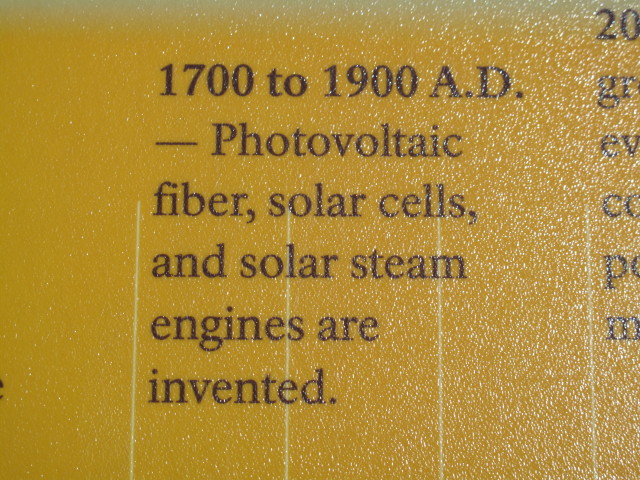 1700 to 1900 A.D.
— Photovoltaic
fiber, solar cells,
and solar steam
engines are
invented.